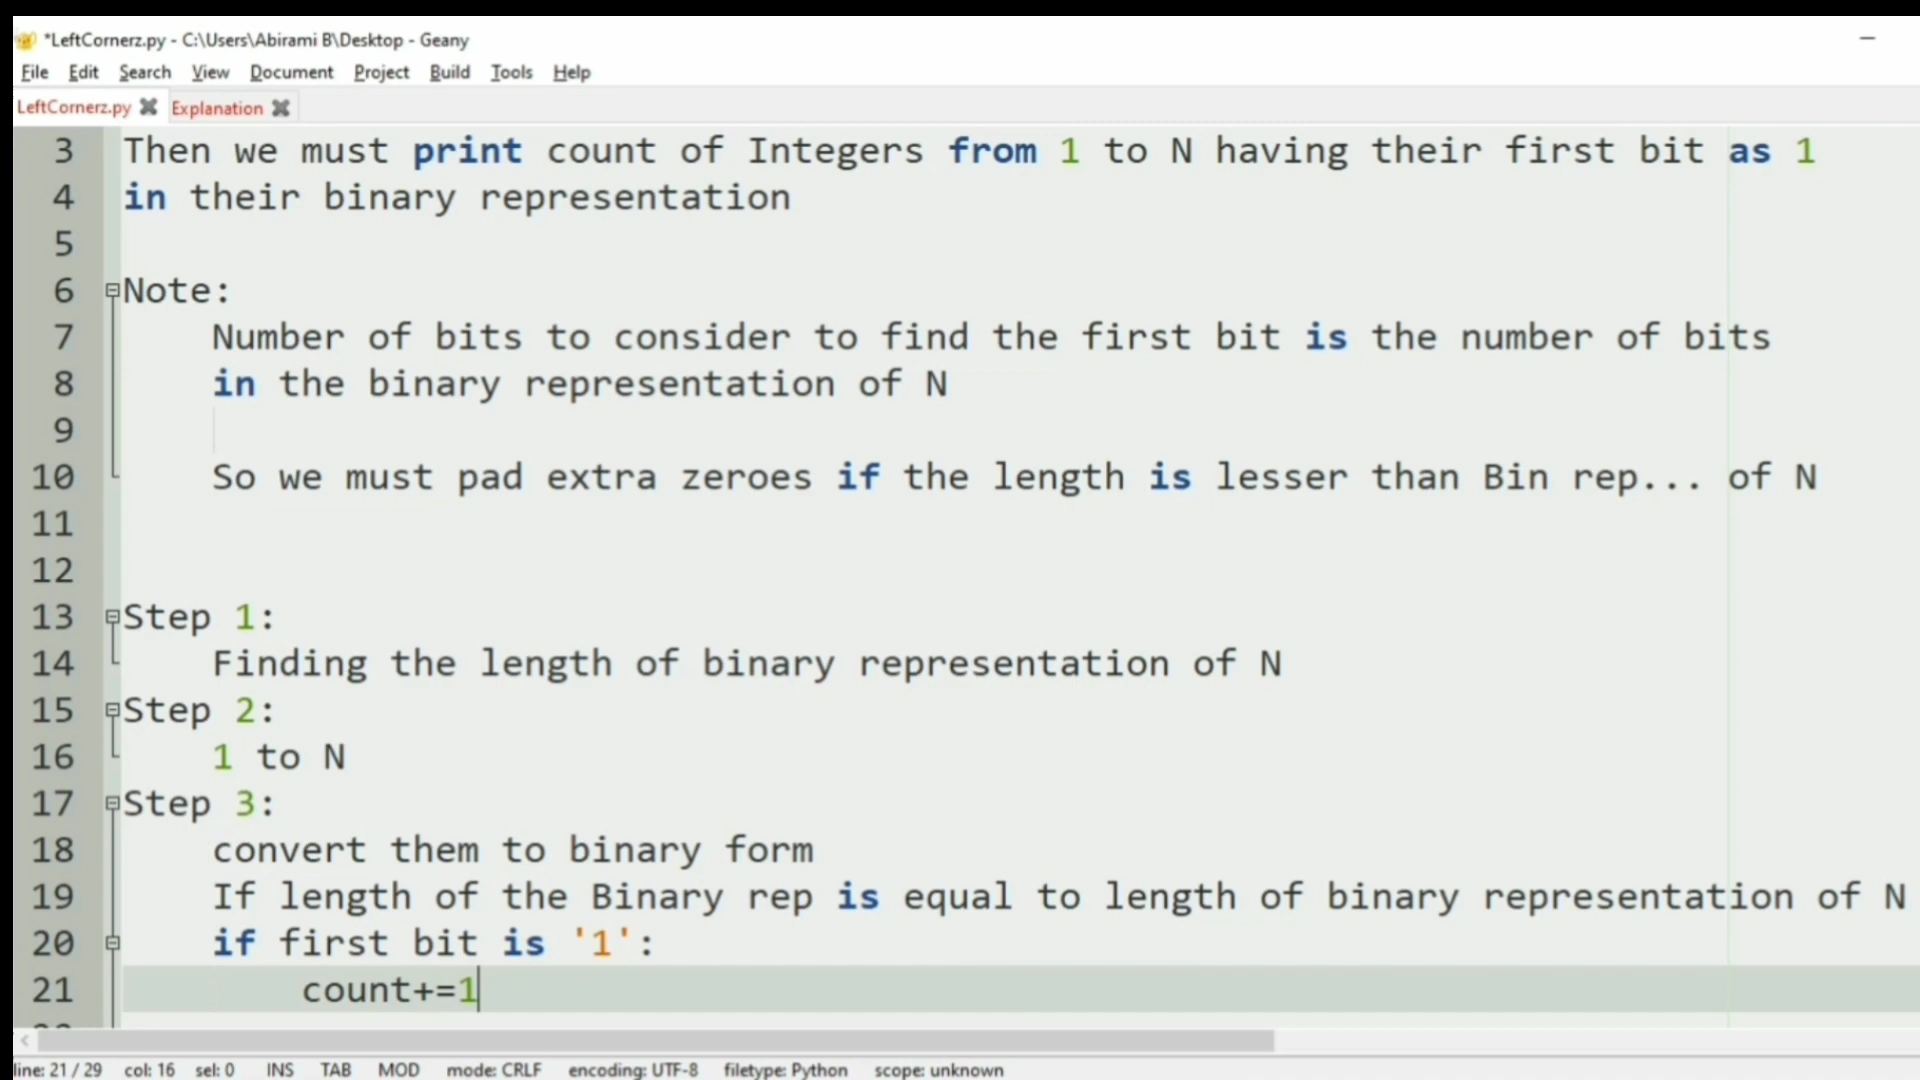 *LeftCornerz.py - C:\Users\Abirami B\Desktop - Geany
File Edit Search View Document Project Build Tools Help
LeftCornerz.py Explanation
3 Then we must print count of Integers from 1 to N having their first bit as 1
4 in their binary representation
5
6 Note:
7 Number of bits to consider to find the first bit is the number of bits
8 in the binary representation of N
9
10 So we must pad extra zeroes if the length is lesser than Bin rep... of N
11
12
13 Step 1:
14 Finding the length of binary representation of N
15 Step 2:
16 1 to N
17 Step 3:
18 convert them to binary form
19 If length of the Binary rep is equal to length of binary representation of N
20 if first bit is '1':
21 count+=1
line: 21 / 29 col: 16 sel: 0 INS TAB MOD mode: CRLF encoding: UTF-8 filetype: Python scope: unknown